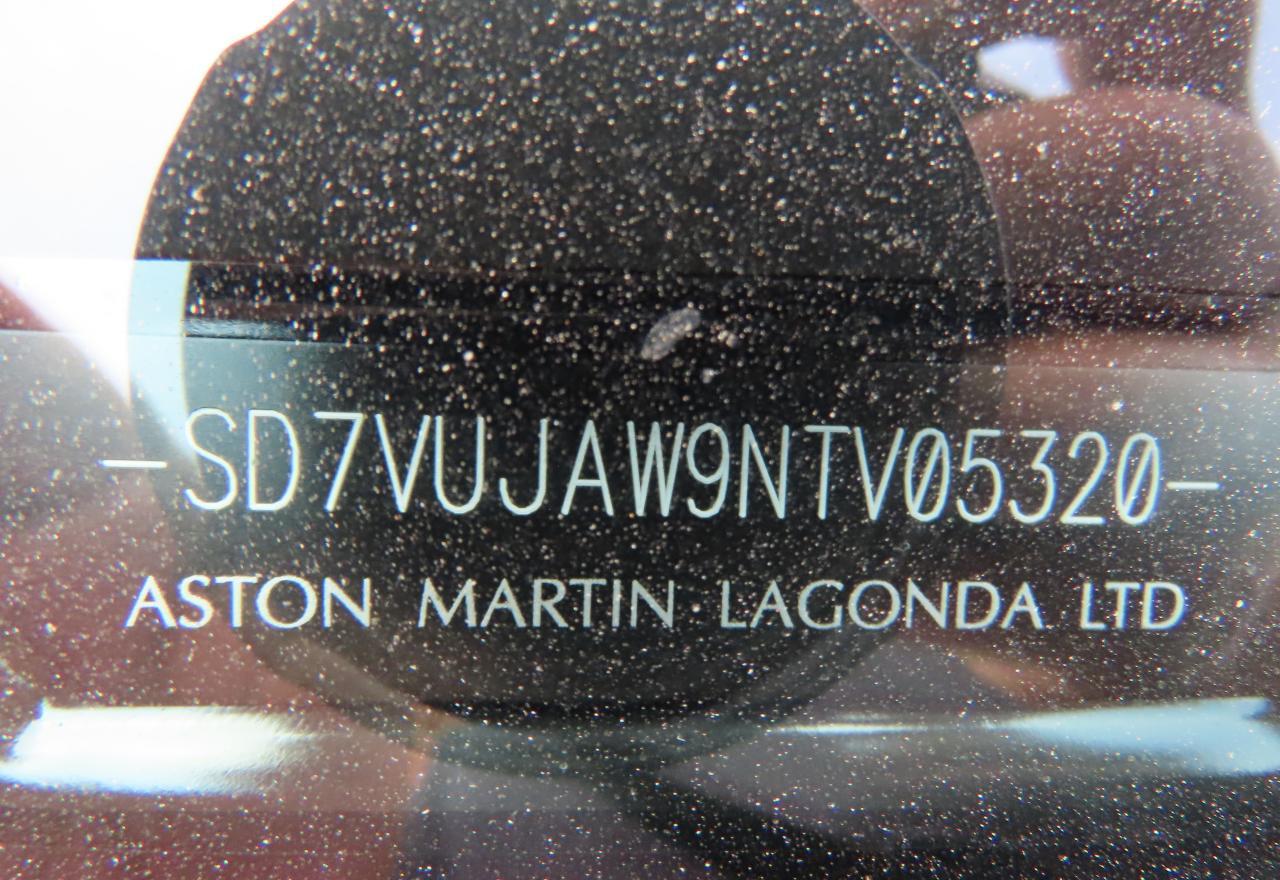 -SD7VUJAW9NTV05320-
ASTON MARTIN LAGONDA LTD